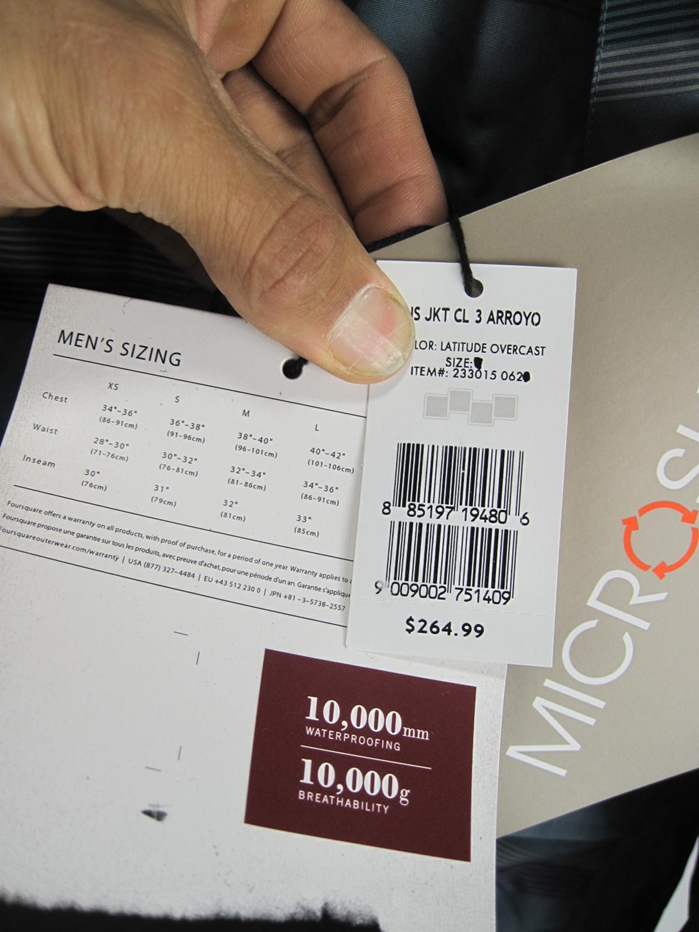 MEN'S SIZING
XS S M L
Chest 34"-36" 36"-38" 38"-40" 40"-42"
(86-91cm) (91-96cm) (96-101cm) (101-106cm)
Waist 28"-30" 30"-32" 32"-34" 34"-36"
(71-76cm) (76-81cm) (81-86cm) (86-91cm)
Inseam 30" 31" 32" 33"
(76cm) (79cm) (81cm) (85cm)
Foursquare offers a warranty on all products, with proof of purchase, for a period of one year. Warranty applies to
Foursquare propose une garantie sur tous les produits, avec preuve d'achat, pour une période d'un an. Garantie s'applique
Foursquareouterwear.com/warranty | USA (877) 327-4484 | EU +43 512 230 0 | JPN +81-3-5738-2557
JKT CL 3 ARROYO
LATITUDE OVERCAST
SIZE:
ITEM#: 233015 062
8 85197 19480 6
9 009002 751409
$264.99
10,000mm
WATERPROOFING
10,000g
BREATHABILITY